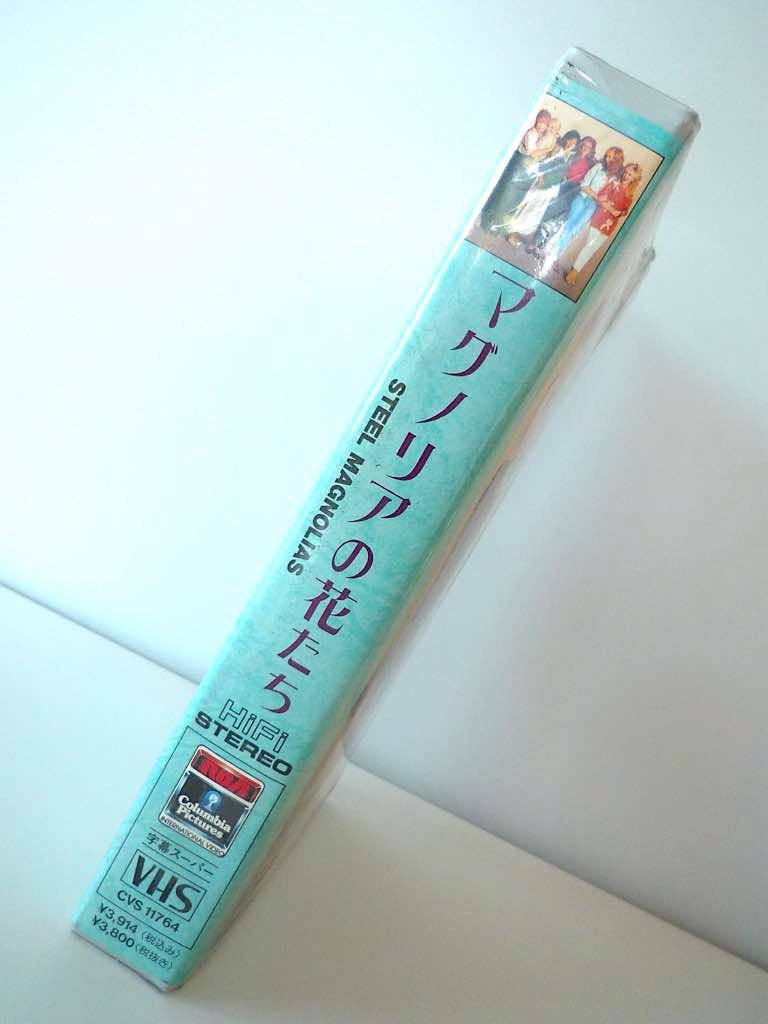 マグノリアの花たち
STEEL MAGNOLIAS
HiFi
STEREO
RCA
Columbia
Pictures
INTERNATIONAL VIDEO
字幕スーパー
VHS
CVS 11764
¥3,914（税込み）
¥3,800（税抜き）